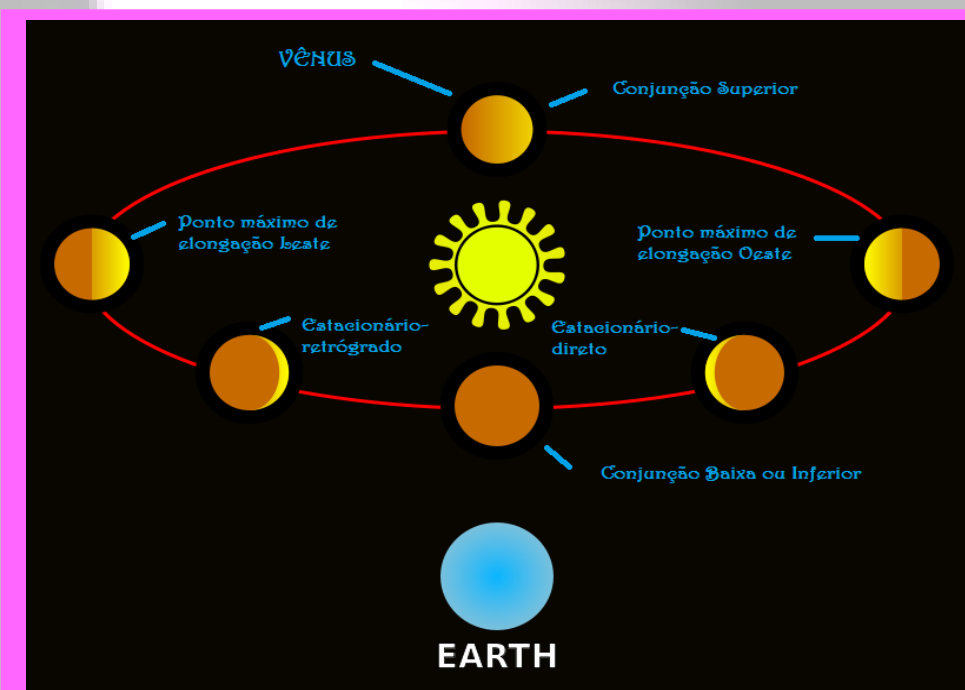 VÊNUS
Conjunção Superior
Ponto máximo de
elongação Leste
Ponto máximo de
elongação Oeste
Estacionário-
retrógrado
Estacionário-
direto
Conjunção Baixa ou Inferior
EARTH